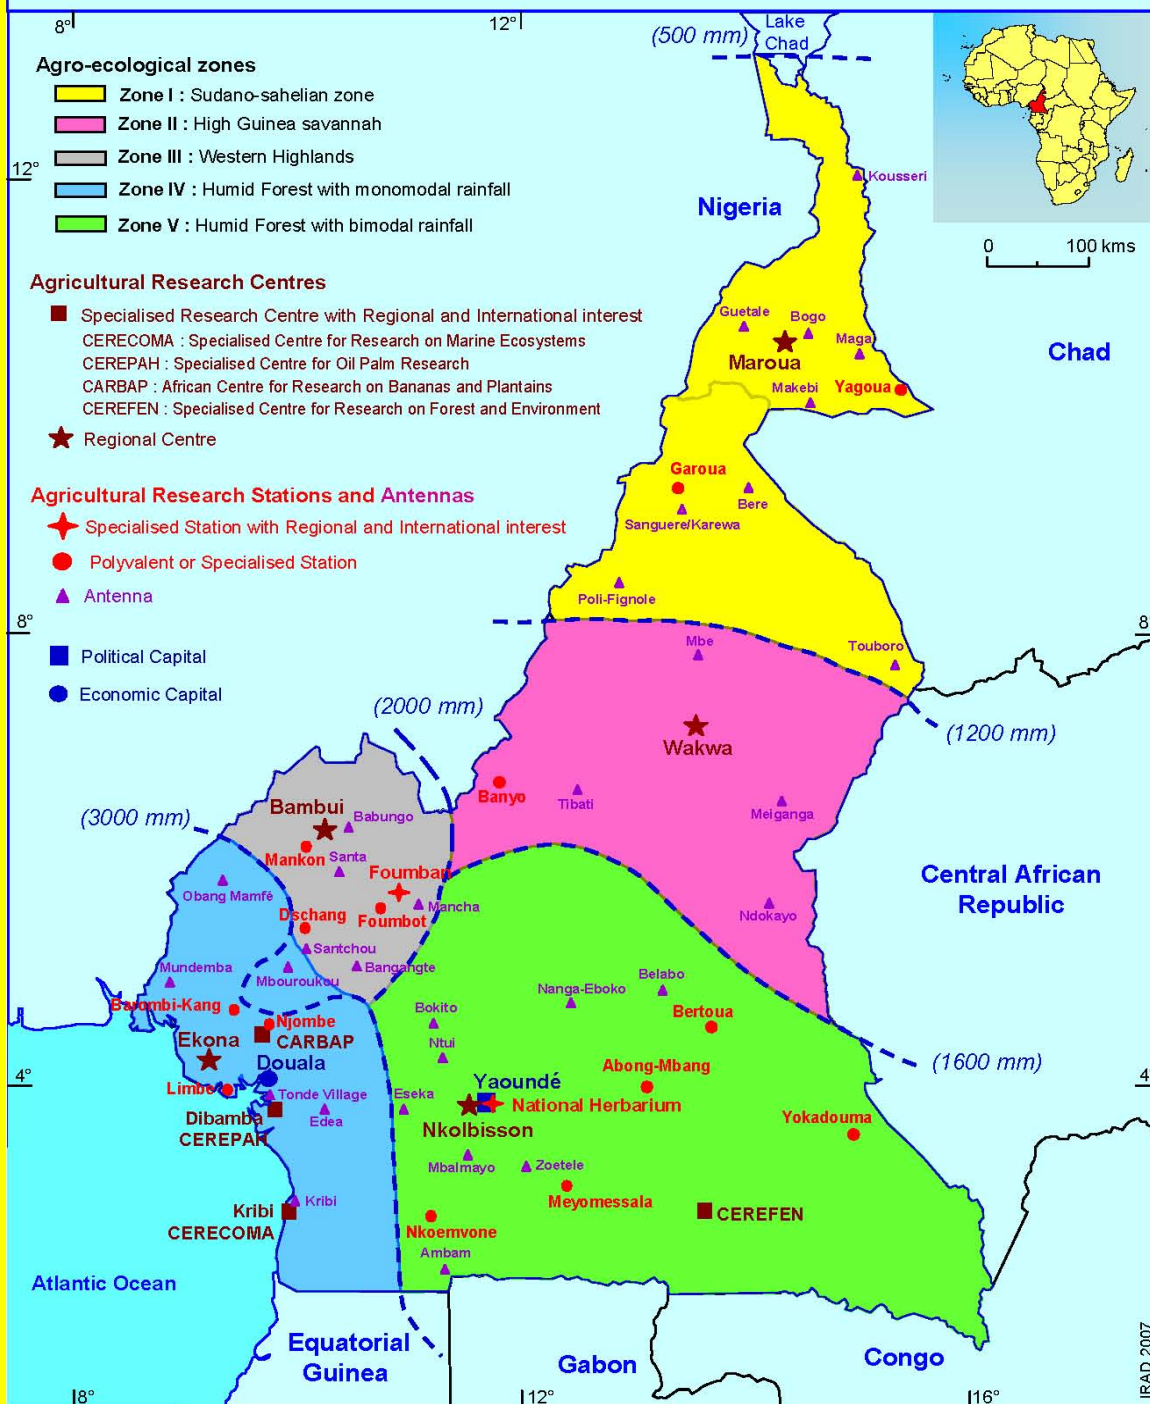 8°
12°
Lake
Chad
(500 mm)
Agro-ecological zones
Zone I : Sudano-sahelian zone
Zone II : High Guinea savannah
Zone III : Western Highlands
Zone IV : Humid Forest with monomodal rainfall
Zone V : Humid Forest with bimodal rainfall
12°
Kousseri
Nigeria
0 100 kms
Agricultural Research Centres
Specialised Research Centre with Regional and International interest
CERECOMA : Specialised Centre for Research on Marine Ecosystems
CEREPAH : Specialised Centre for Oil Palm Research
CARBAP : African Centre for Research on Bananas and Plantains
CEREFEN : Specialised Centre for Research on Forest and Environment
Regional Centre
Guetale
Bogo
Maga
Maroua
Chad
Makebi
Yagoua
Agricultural Research Stations and Antennas
Specialised Station with Regional and International interest
Polyvalent or Specialised Station
Antenna
Garoua
Bere
Sanguere/Karewa
Poli-Fignole
8°
8
Political Capital
Economic Capital
Mbe
Touboro
(2000 mm)
(1200 mm)
Wakwa
Banyo
Tibati
Meiganga
(3000 mm)
Bambui
Babungo
Mankon
Santa
Foumban
Obang Mamfé
Dschang
Foumbot
Mancha
Central African
Republic
Ndokayo
Santchou
Bangangte
Mundemba
Mbouroukou
Belabo
Nanga-Eboko
Barombi-Kang
Bokito
Bertoua
Njombe
CARBAP
Ekona
Ntui
Douala
Abong-Mbang
(1600 mm)
4°
4
Limbe
Tonde Village
Eseka
Yaoundé
National Herbarium
Yokadouma
Dibamba
CEREPAH
Edea
Nkolbisson
Mbalmayo
Zoetele
Meyomessala
Kribi
Kribi
CERECOMA
Nkoemvone
CEREFEN
Ambam
Atlantic Ocean
Equatorial
Guinea
Gabon
Congo
IRAD 2007
8°
12°
16°